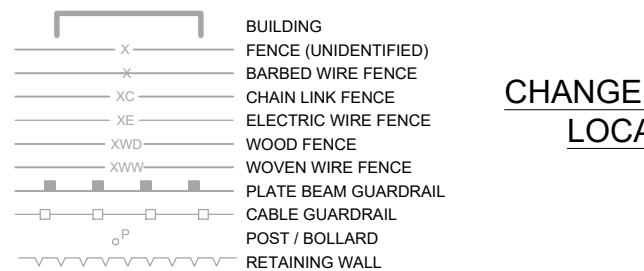 BUILDING
X FENCE (UNIDENTIFIED)
X BARBED WIRE FENCE
XC CHAIN LINK FENCE
XE ELECTRIC WIRE FENCE
XWD WOOD FENCE
XWW WOVEN WIRE FENCE
PLATE BEAM GUARDRAIL
CABLE GUARDRAIL
P POST / BOLLARD
RETAINING WALL
CHANGE
LOCA